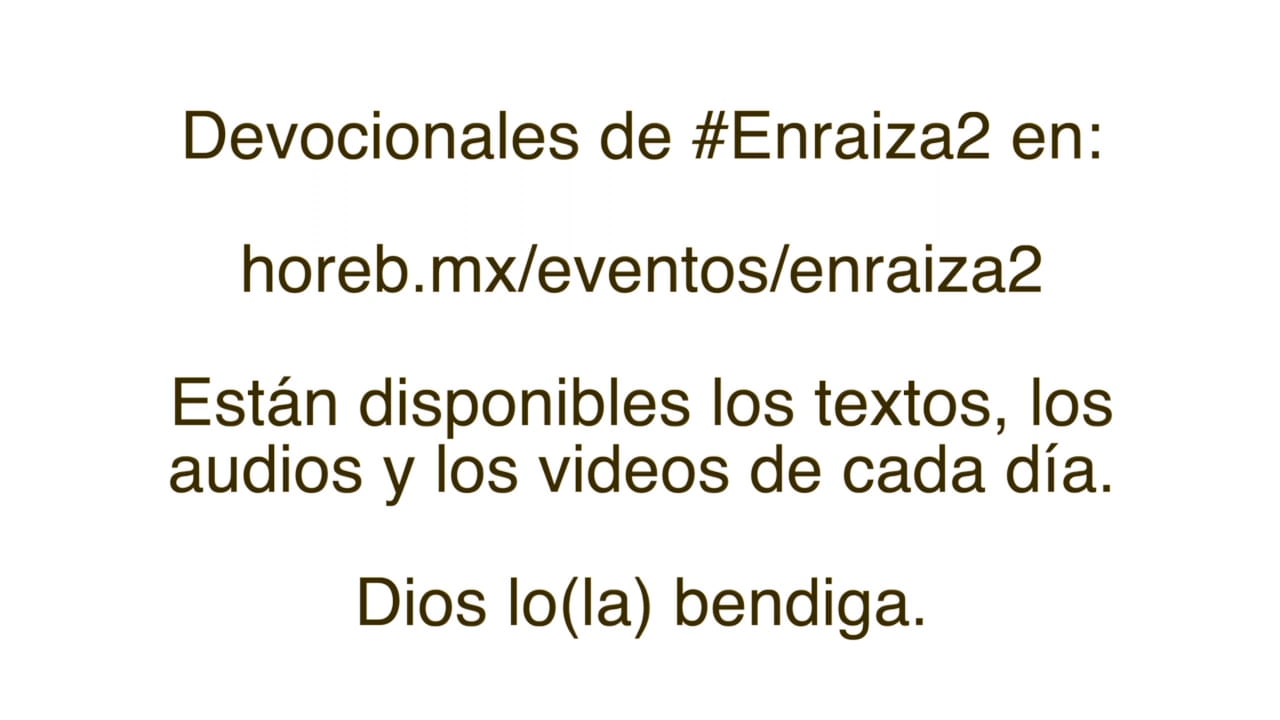 Devocionales de #Enraiza2 en:
horeb.mx/eventos/enraiza2
Están disponibles los textos, los
audios y los videos de cada día.
Dios lo(la) bendiga.